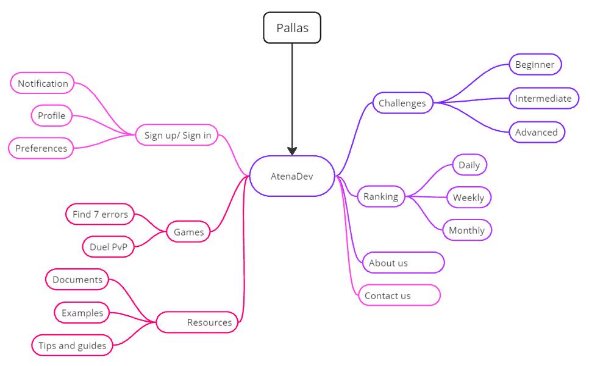 Pallas
Notification
Profile
Preferences
Sign up/ Sign in
AtenaDev
Find 7 errors
Duel PvP
Games
Documents
Examples
Tips and guides
Resources
Challenges
Beginner
Intermediate
Advanced
Ranking
Daily
Weekly
Monthly
About us
Contact us